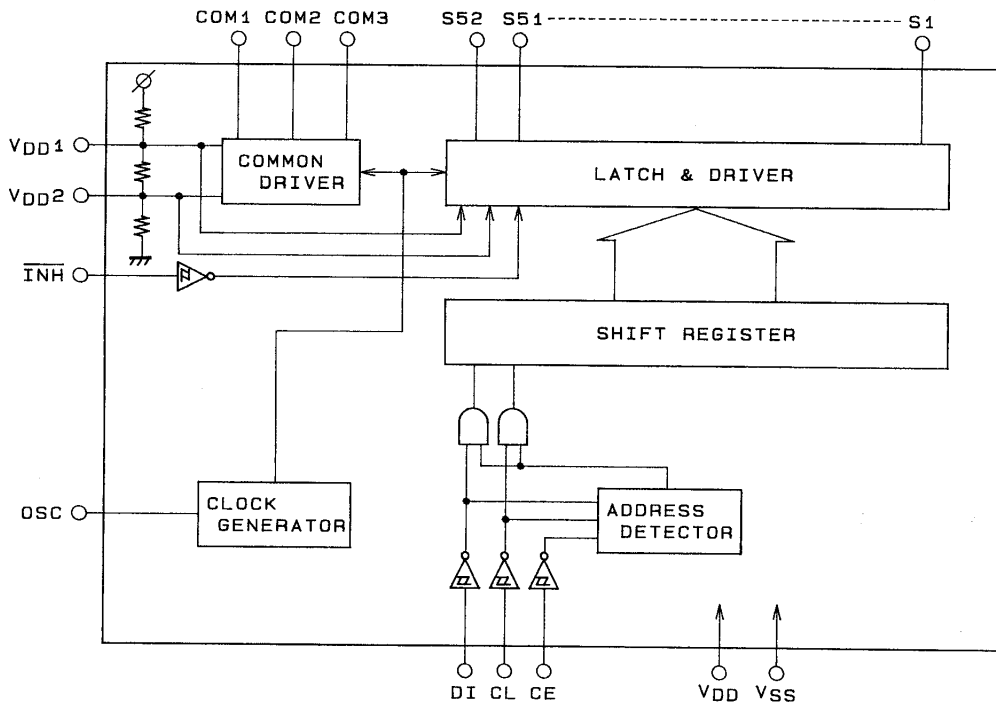 COM1 COM2 COM3 S52 S51 S1
VDD1
COMMON
DRIVER
LATCH & DRIVER
VDD2
INH
SHIFT REGISTER
OSC
CLOCK
GENERATOR
ADDRESS
DETECTOR
DI CL CE VDD VSS